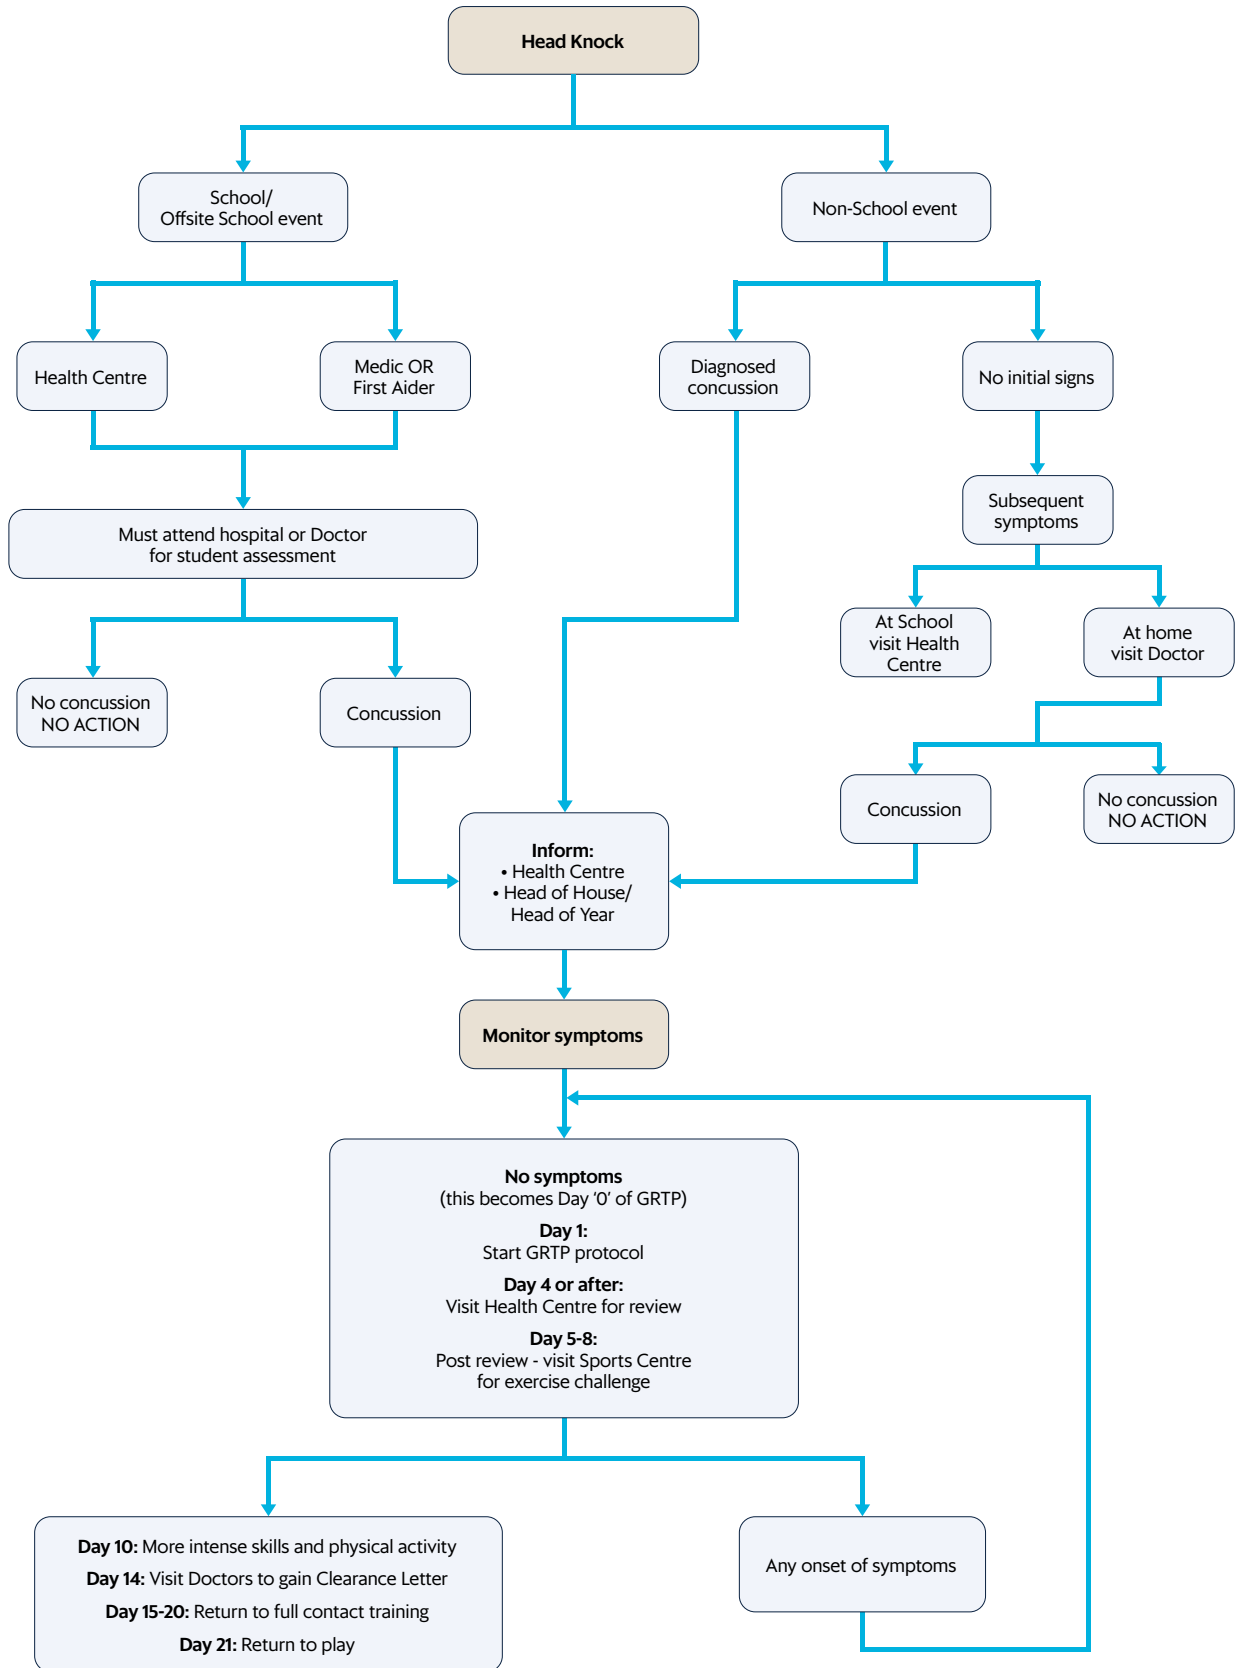 Head Knock
School/
Offsite School event
Non-School event
Health Centre
Medic OR
First Aider
Diagnosed
concussion
No initial signs
Must attend hospital or Doctor
for student assessment
Subsequent
symptoms
At School
visit Health
Centre
At home
visit Doctor
No concussion
NO ACTION
Concussion
Concussion
No concussion
NO ACTION
Inform:
• Health Centre
• Head of House/
Head of Year
Monitor symptoms
No symptoms
(this becomes Day ‘0’ of GRTP)
Day 1:
Start GRTP protocol
Day 4 or after:
Visit Health Centre for review
Day 5-8:
Post review - visit Sports Centre
for exercise challenge
Day 10: More intense skills and physical activity
Day 14: Visit Doctors to gain Clearance Letter
Day 15-20: Return to full contact training
Day 21: Return to play
Any onset of symptoms